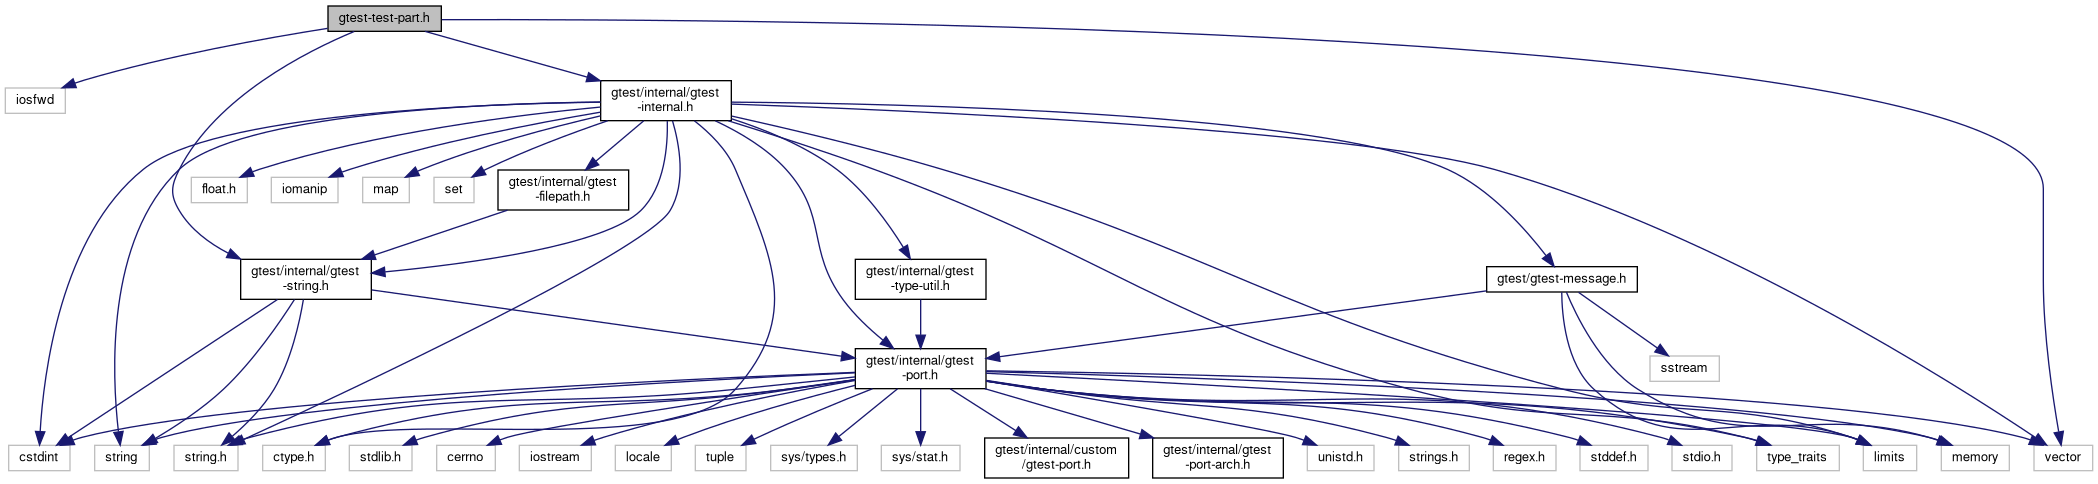 gtest-test-part.h
iosfwd
gtest/internal/gtest
-internal.h
float.h
iomanip
map
set
gtest/internal/gtest
-filepath.h
gtest/internal/gtest
-string.h
gtest/internal/gtest
-type-util.h
gtest/gtest-message.h
gtest/internal/gtest
-port.h
sstream
cstdint
string
string.h
ctype.h
stdlib.h
cerrno
iostream
locale
tuple
sys/types.h
sys/stat.h
gtest/internal/custom
/gtest-port.h
gtest/internal/gtest
-port-arch.h
unistd.h
strings.h
regex.h
stddef.h
stdio.h
type_traits
limits
memory
vector